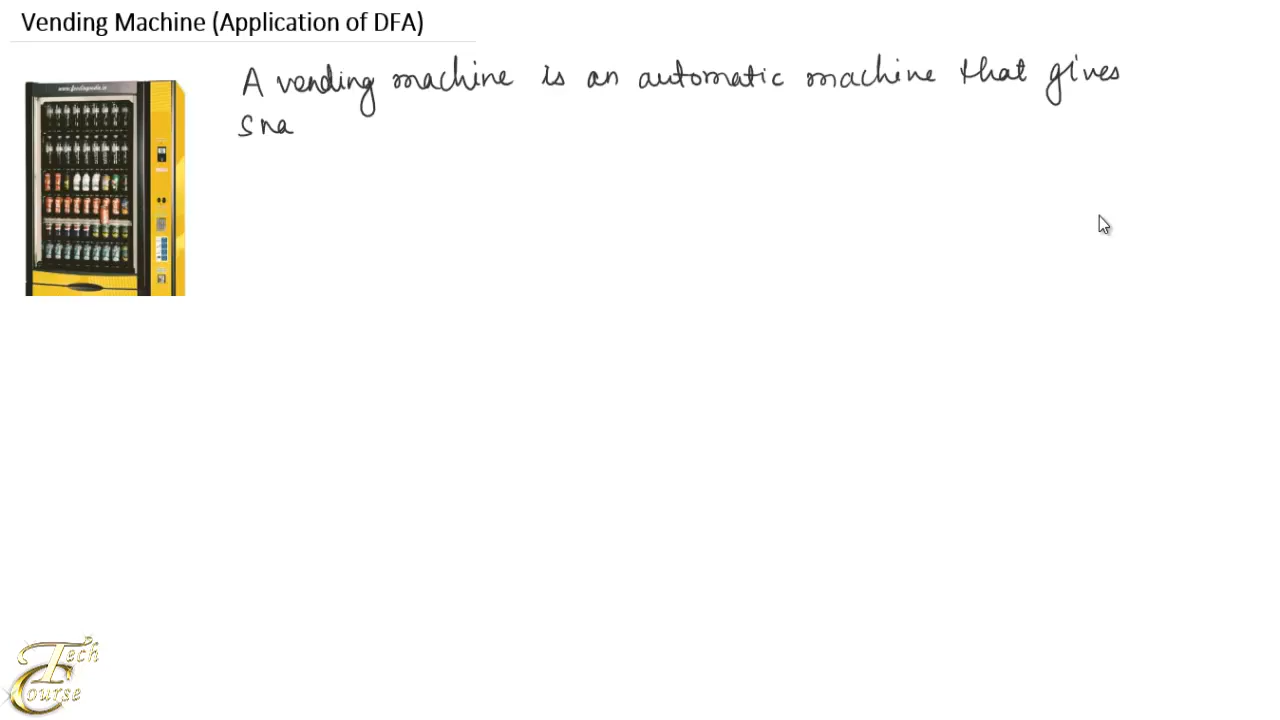 Vending Machine (Application of DFA)
A vending machine is an automatic machine that gives
sna
Tech
Course